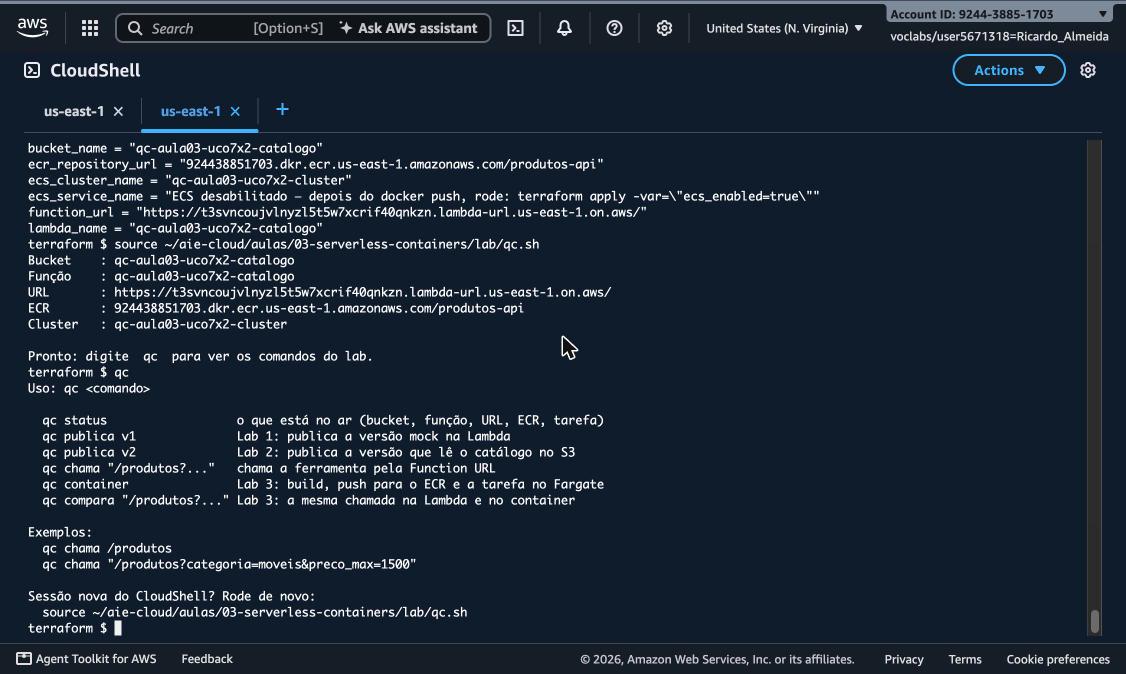 aws
Search [Option+S] Ask AWS assistant
United States (N. Virginia)
Account ID: 9244-3885-1703
voclabs/user5671318=Ricardo_Almeida
CloudShell
Actions
us-east-1
us-east-1
bucket_name = "qc-aula03-uco7x2-catalogo"
ecr_repository_url = "924438851703.dkr.ecr.us-east-1.amazonaws.com/produtos-api"
ecs_cluster_name = "qc-aula03-uco7x2-cluster"
ecs_service_name = "ECS desabilitado — depois do docker push, rode: terraform apply -var=\"ecs_enabled=true\""
function_url = "https://t3svncoujvlnyzl5t5w7xcrif40qnkzn.lambda-url.us-east-1.on.aws/"
lambda_name = "qc-aula03-uco7x2-catalogo"
terraform $ source ~/aie-cloud/aulas/03-serverless-containers/lab/qc.sh
Bucket : qc-aula03-uco7x2-catalogo
Função : qc-aula03-uco7x2-catalogo
URL : https://t3svncoujvlnyzl5t5w7xcrif40qnkzn.lambda-url.us-east-1.on.aws/
ECR : 924438851703.dkr.ecr.us-east-1.amazonaws.com/produtos-api
Cluster : qc-aula03-uco7x2-cluster
Pronto: digite qc para ver os comandos do lab.
terraform $ qc
Uso: qc <comando>
qc status o que está no ar (bucket, função, URL, ECR, tarefa)
qc publica v1 Lab 1: publica a versão mock na Lambda
qc publica v2 Lab 2: publica a versão que lê o catálogo no S3
qc chama "/produtos?..." chama a ferramenta pela Function URL
qc container Lab 3: build, push para o ECR e a tarefa no Fargate
qc compara "/produtos?..." Lab 3: a mesma chamada na Lambda e no container
Exemplos:
qc chama /produtos
qc chama "/produtos?categoria=moveis&preco_max=1500"
Sessão nova do CloudShell? Rode de novo:
source ~/aie-cloud/aulas/03-serverless-containers/lab/qc.sh
terraform $
Agent Toolkit for AWS Feedback © 2026, Amazon Web Services, Inc. or its affiliates. Privacy Terms Cookie preferences